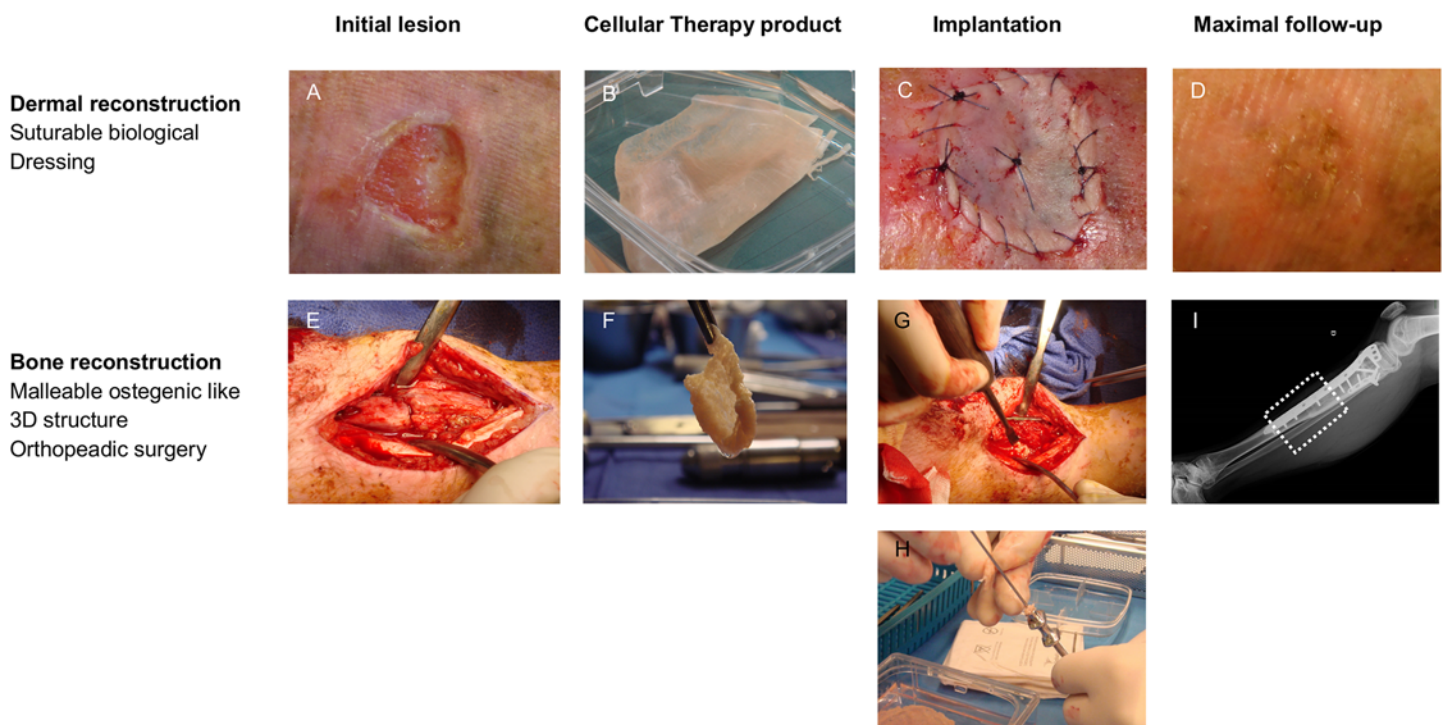 Initial lesion
Cellular Therapy product
Implantation
Maximal follow-up
Dermal reconstruction
Suturable biological
Dressing
A
B
C
D
Bone reconstruction
Malleable ostegenic like
3D structure
Orthopeadic surgery
E
F
G
I
H